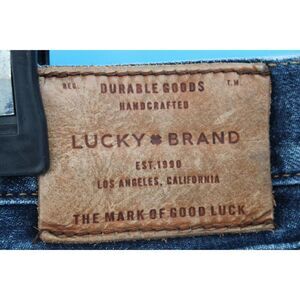 REG. DURABLE GOODS T.M.
HANDCRAFTED
LUCKY BRAND
EST. 1990
LOS ANGELES, CALIFORNIA
THE MARK OF GOOD LUCK